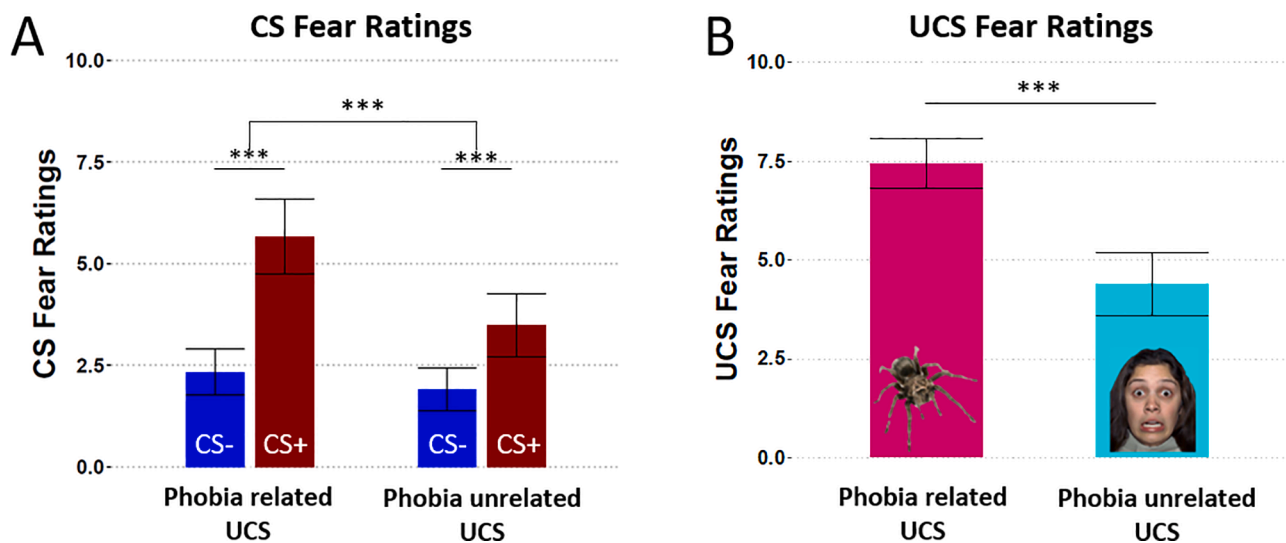 A
CS Fear Ratings
CS Fear Ratings
10.0
7.5
5.0
2.5
0.0
***
***
***
CS-
CS+
CS-
CS+
Phobia related
UCS
Phobia unrelated
UCS
B
UCS Fear Ratings
UCS Fear Ratings
10.0
7.5
5.0
2.5
0.0
***
Phobia related
UCS
Phobia unrelated
UCS